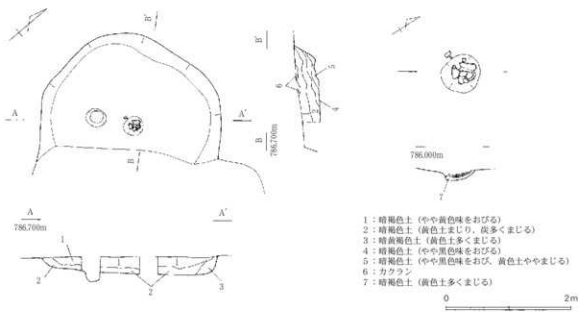 B'
B'
A
A'
B
B
786,700m
786,000m
7
5
6
4
2
A
A'
786,700m
1
1
1
2
2
3
1：暗褐色土（やや黄色味をおびる）
2：暗褐色土（黄色土まじり、炭多くまじる）
3：暗黄褐色土（黄色土多くまじる）
4：暗褐色土（やや黒色味をおびる）
5：暗褐色土（やや黒色味をおび、黄色土ややまじる）
6：カクラン
7：暗褐色土（黄色土多くまじる）
0 2m